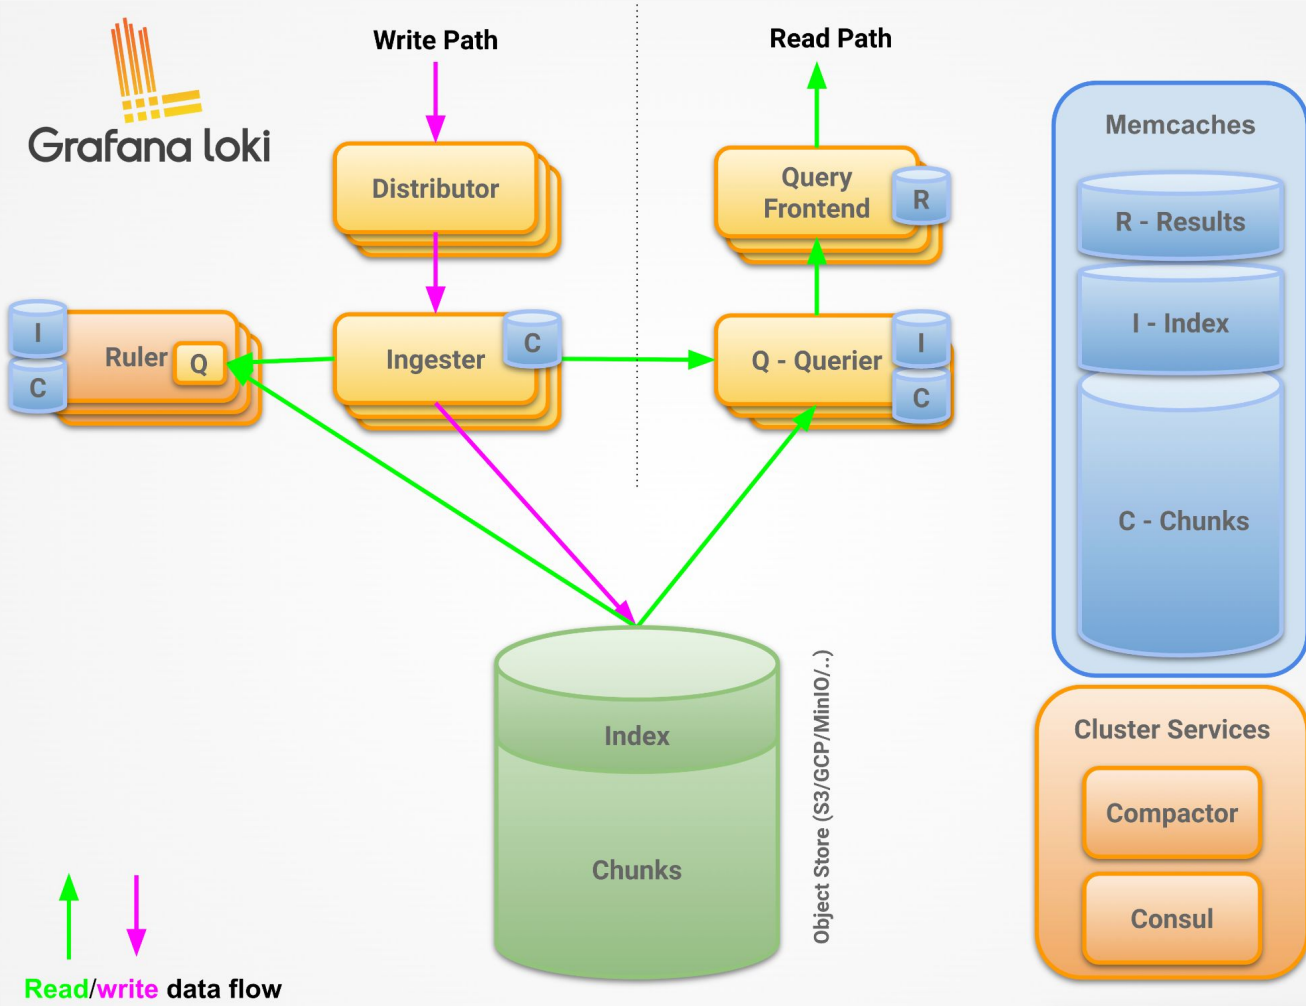 Grafana loki
Write Path
Read Path
Distributor
Query
Frontend
R
I
C
Ruler
Q
Ingester
C
Q - Querier
I
C
Index
Chunks
Object Store (S3/GCP/MinIO/..)
Memcaches
R - Results
I - Index
C - Chunks
Cluster Services
Compactor
Consul
Read/write data flow